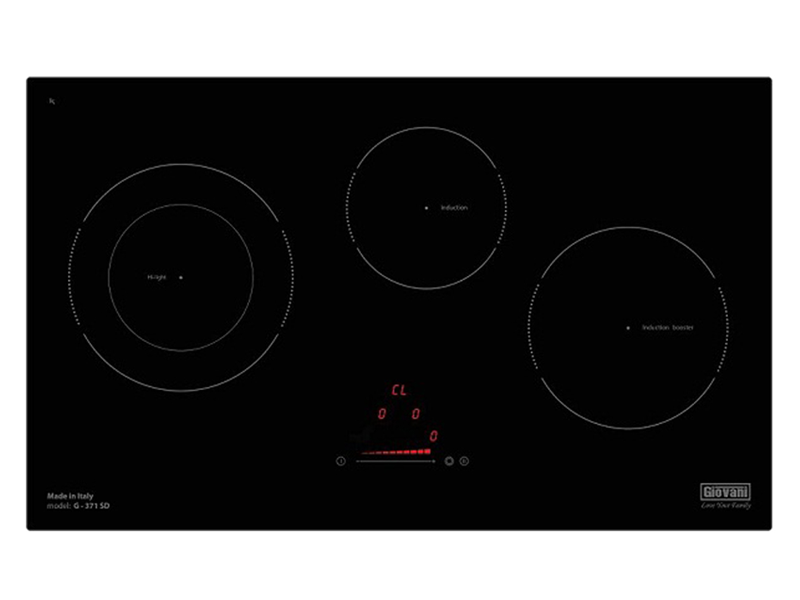 Induction
Hi-light
Induction booster
CL
0 0
0
Made in Italy
model: G - 371 SD
Giovani
Love Your Family